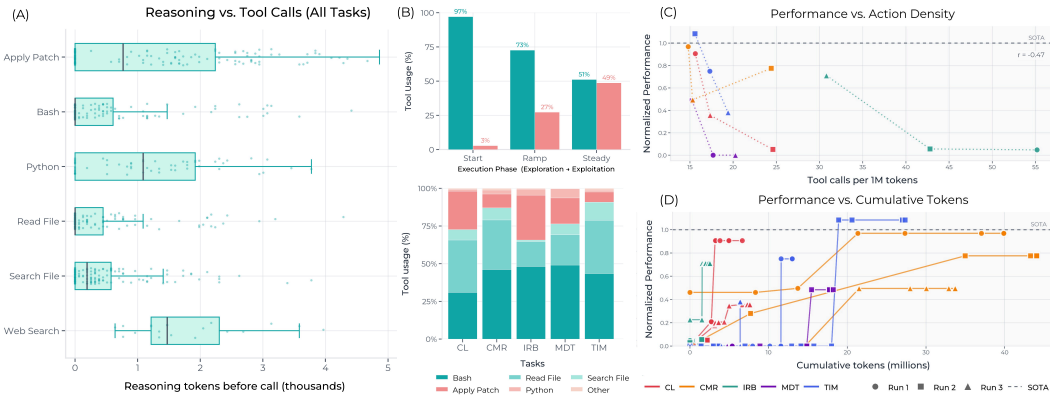 (A)
Reasoning vs. Tool Calls (All Tasks)
Apply Patch
Bash
Python
Read File
Search File
Web Search
0
1
2
3
4
5
Reasoning tokens before call (thousands)
(B)
Tool Usage (%)
100
75
50
25
0
97%
3%
73%
27%
51%
49%
Start
Ramp
Steady
Execution Phase (Exploration → Exploitation
Tool usage (%)
100%
75%
50%
25%
0%
CL
CMR
IRB
MDT
TIM
Tasks
Bash
Read File
Search File
Apply Patch
Python
Other
(C)
Performance vs. Action Density
Normalized Performance
1.0
0.8
0.6
0.4
0.2
0.0
SOTA
r = -0.47
15
20
25
30
35
40
45
50
55
Tool calls per 1M tokens
(D)
Performance vs. Cumulative Tokens
Normalized Performance
1.0
0.8
0.6
0.4
0.2
0.0
SOTA
0
10
20
30
40
Cumulative tokens (millions)
CL
CMR
IRB
MDT
TIM
Run 1
Run 2
Run 3
SOTA